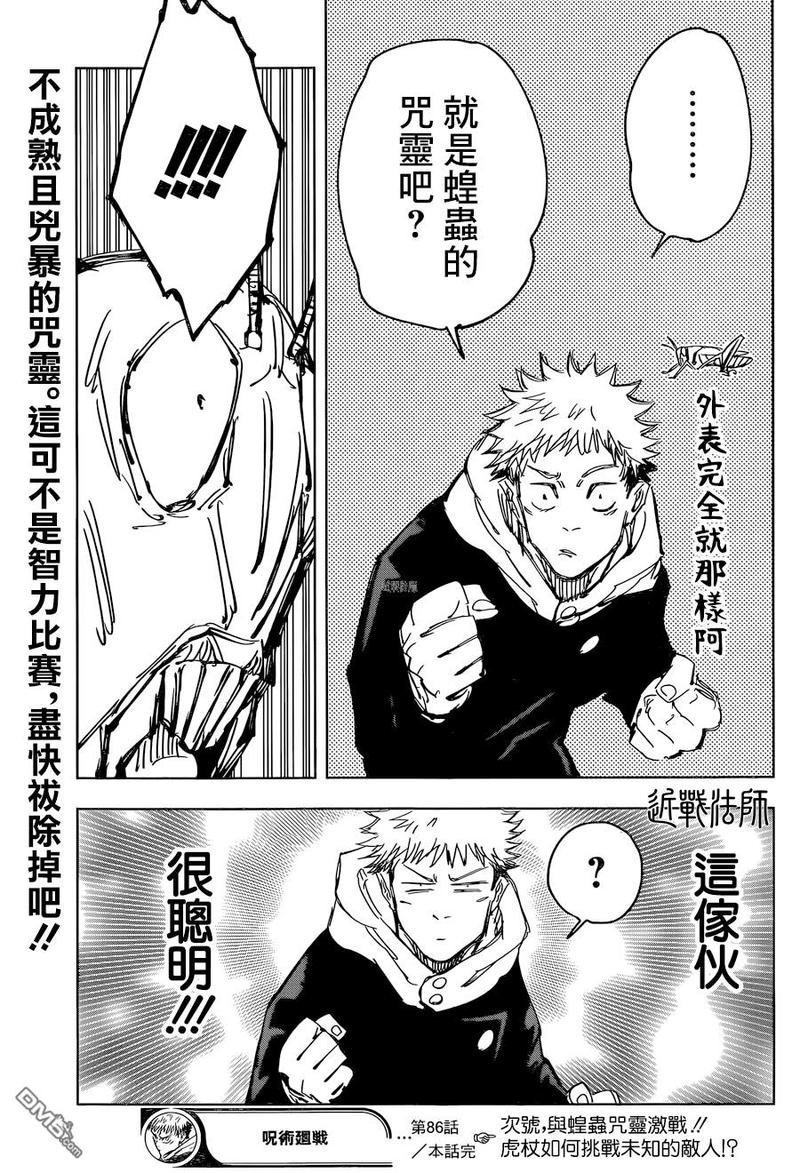 ………
就是蝗蟲的
咒靈吧？
外表完全就那樣阿
!!!!!
不成熟且兇暴的咒靈。這可不是智力比賽，盡快祓除掉吧!!
近戰法師
這傢伙
?
很聰明!!!
呪術廻戦
…
第86話
／本話完
☞
次號，與蝗蟲咒靈激戰!!
虎杖如何挑戰未知的敵人!?